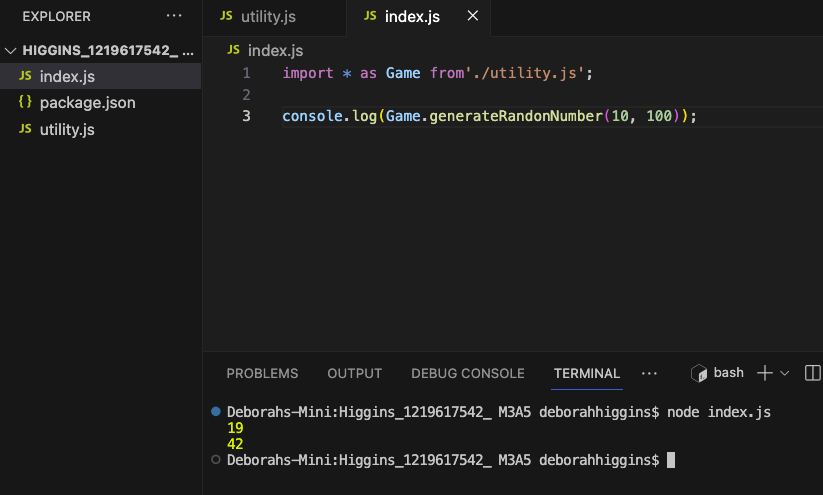 EXPLORER ···
HIGGINS_1219617542_ ...
JS index.js
{} package.json
JS utility.js
JS utility.js JS index.js
JS index.js
1 import * as Game from'./utility.js';
2
3 console.log(Game.generateRandonNumber(10, 100));
PROBLEMS OUTPUT DEBUG CONSOLE TERMINAL ··· bash
Deborahs-Mini:Higgins_1219617542_ M3A5 deborahhiggins$ node index.js
19
42
Deborahs-Mini:Higgins_1219617542_ M3A5 deborahhiggins$